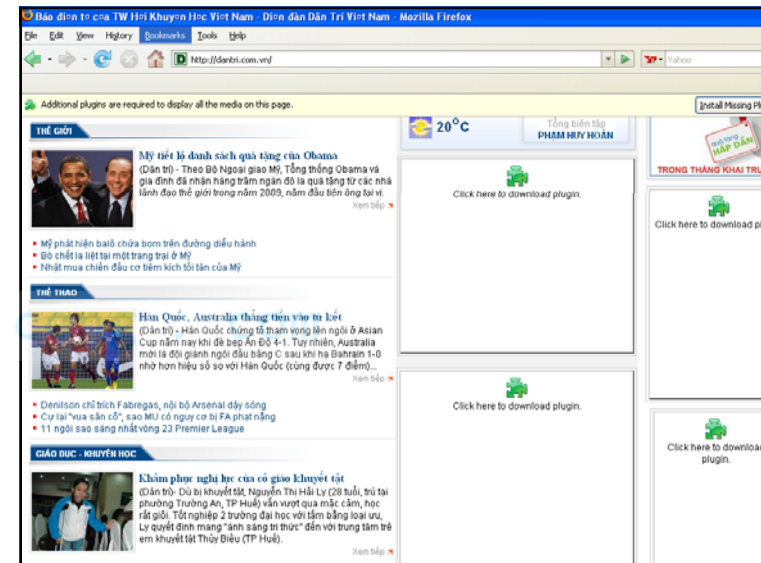 Báo điện tử của TW Hội Khuyến Học Việt Nam - Diễn đàn Dân Trí Việt Nam - Mozilla Firefox
File Edit View History Bookmarks Tools Help
http://dantri.com.vn/
Yahoo
Additional plugins are required to display all the media on this page.
Install Missing Pl
THẾ GIỚI
Mỹ tiết lộ danh sách quà tặng của Obama
(Dân trí) - Theo Bộ Ngoại giao Mỹ, Tổng thống Obama và
gia đình đã nhận hàng trăm ngàn đô la quà tặng từ các nhà
lãnh đạo thế giới trong năm 2009, năm đầu tiên ông tại vị.
Xem tiếp
Mỹ phát hiện balô chứa bom trên đường diễu hành
Bò chết la liệt tại một trang trại ở Mỹ
Nhật mua chiến đấu cơ tiêm kích tối tân của Mỹ
THỂ THAO
Hàn Quốc, Australia thẳng tiến vào tứ kết
(Dân trí) - Hàn Quốc chứng tỏ tham vọng lên ngôi ở Asian
Cup năm nay khi đè bẹp Ấn Độ 4-1. Tuy nhiên, Australia
mới là đội giành ngôi đầu bảng C sau khi hạ Bahrain 1-0
nhờ hơn hiệu số so với Hàn Quốc (cùng được 7 điểm)...
Xem tiếp
Denilson chỉ trích Fabregas, nội bộ Arsenal dậy sóng
Cự lại "vua sân cỏ", sao MU có nguy cơ bị FA phạt nặng
11 ngôi sao sáng nhất vòng 23 Premier League
GIÁO DỤC - KHUYẾN HỌC
Khâm phục nghị lực của cô giáo khuyết tật
(Dân trí)- Dù bị khuyết tật, Nguyễn Thị Hải Ly (28 tuổi, trú tại
phường Trường An, TP Huế) vẫn vượt qua mặc cảm, học
rất giỏi. Tốt nghiệp 2 trường đại học với tấm bằng loại ưu,
Ly quyết định mang "ánh sáng tri thức" đến với trung tâm trẻ
em khuyết tật Thủy Biều (TP Huế).
Xem tiếp
20°C
Tổng biên tập
PHẠM HUY HOÀN
Click here to download plugin.
Click here to download plugin.
quà tặng
HẤP DẪN
TRONG THÁNG KHAI TRƯ
Click here to download pl
Click here to downloa
plugin.